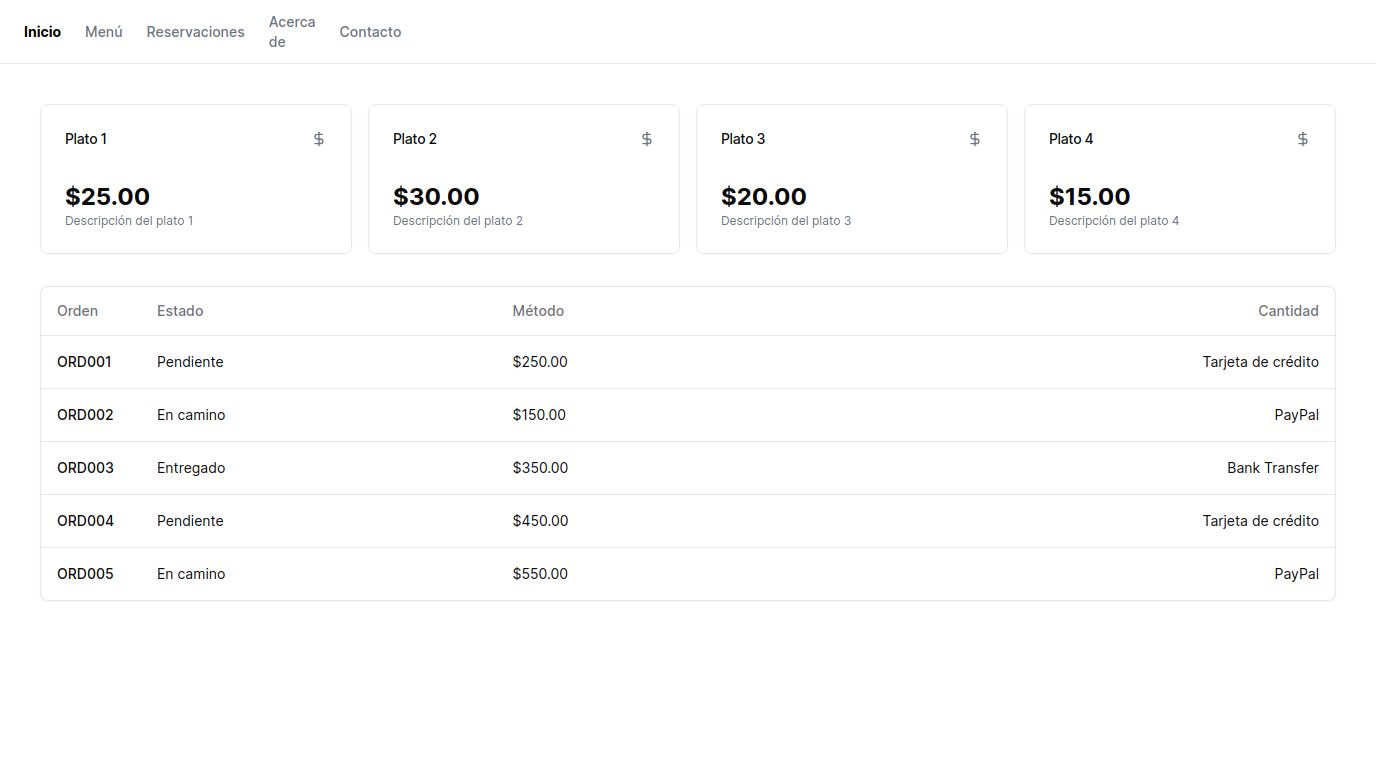 Inicio Menú Reservaciones Acerca de Contacto
Plato 1 $ Plato 2 $ Plato 3 $ Plato 4 $
$25.00 $30.00 $20.00 $15.00
Descripción del plato 1 Descripción del plato 2 Descripción del plato 3 Descripción del plato 4
Orden Estado Método Cantidad
ORD001 Pendiente $250.00 Tarjeta de crédito
ORD002 En camino $150.00 PayPal
ORD003 Entregado $350.00 Bank Transfer
ORD004 Pendiente $450.00 Tarjeta de crédito
ORD005 En camino $550.00 PayPal